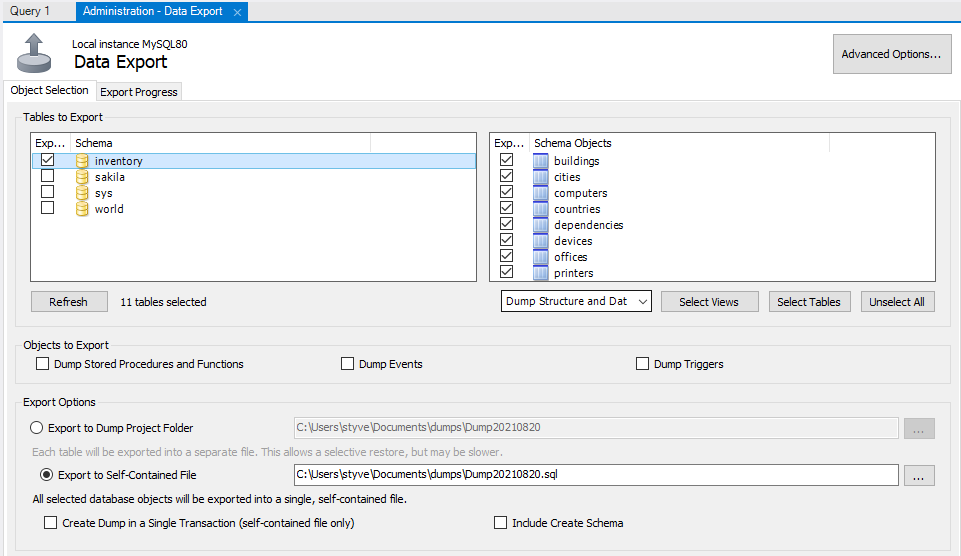 Query 1
Administration - Data Export ×
Local instance MySQL80
Data Export
Advanced Options...
Object Selection
Export Progress
Tables to Export
Exp... Schema
inventory
sakila
sys
world
Exp... Schema Objects
buildings
cities
computers
countries
dependencies
devices
offices
printers
Refresh
11 tables selected
Dump Structure and Dat
Select Views
Select Tables
Unselect All
Objects to Export
Dump Stored Procedures and Functions
Dump Events
Dump Triggers
Export Options
Export to Dump Project Folder
C:\Users\styve\Documents\dumps\Dump20210820
...
Each table will be exported into a separate file. This allows a selective restore, but may be slower.
Export to Self-Contained File
C:\Users\styve\Documents\dumps\Dump20210820.sql
...
All selected database objects will be exported into a single, self-contained file.
Create Dump in a Single Transaction (self-contained file only)
Include Create Schema